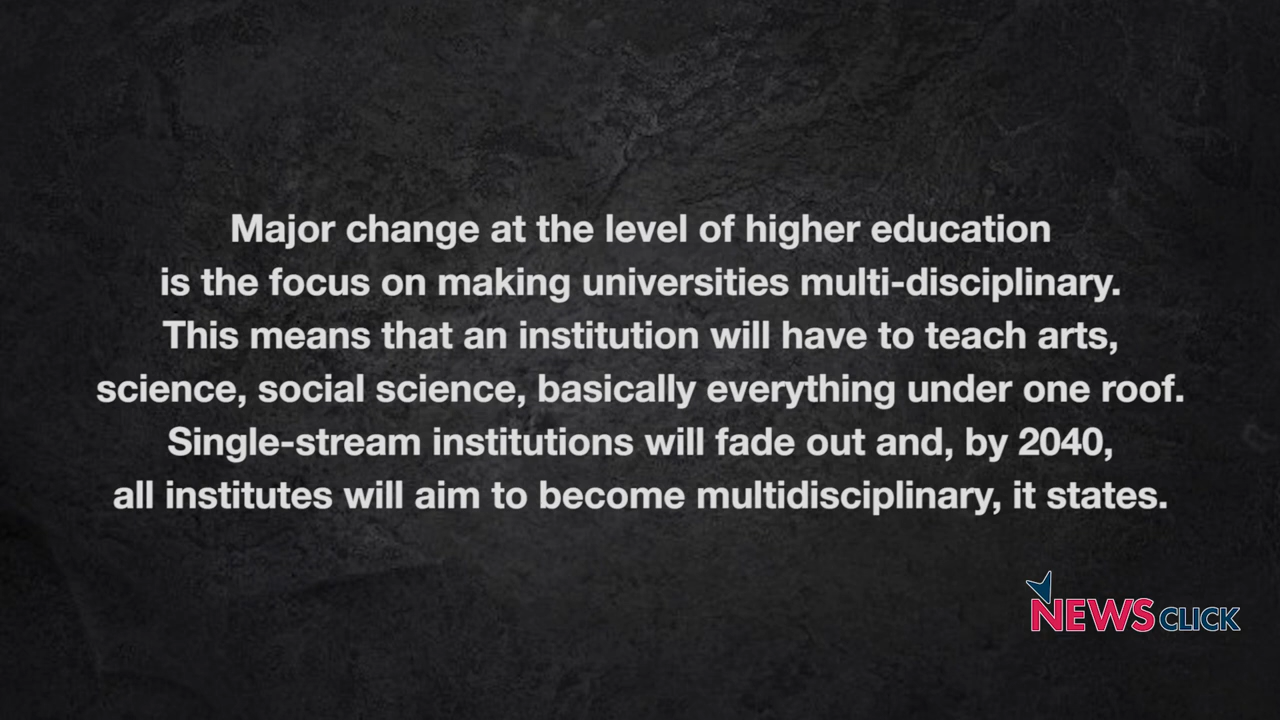 Major change at the level of higher education
is the focus on making universities multi-disciplinary.
This means that an institution will have to teach arts,
science, social science, basically everything under one roof.
Single-stream institutions will fade out and, by 2040,
all institutes will aim to become multidisciplinary, it states.
NEWSCLICK